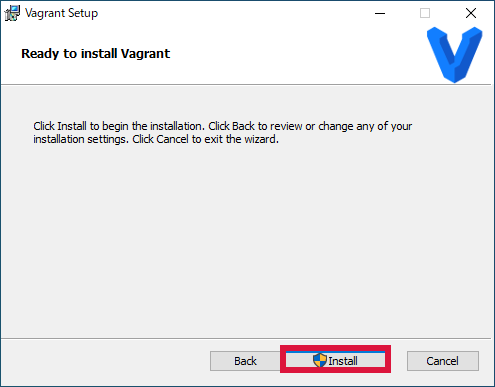 Vagrant Setup
Ready to install Vagrant
Click Install to begin the installation. Click Back to review or change any of your
installation settings. Click Cancel to exit the wizard.
Back
Install
Cancel